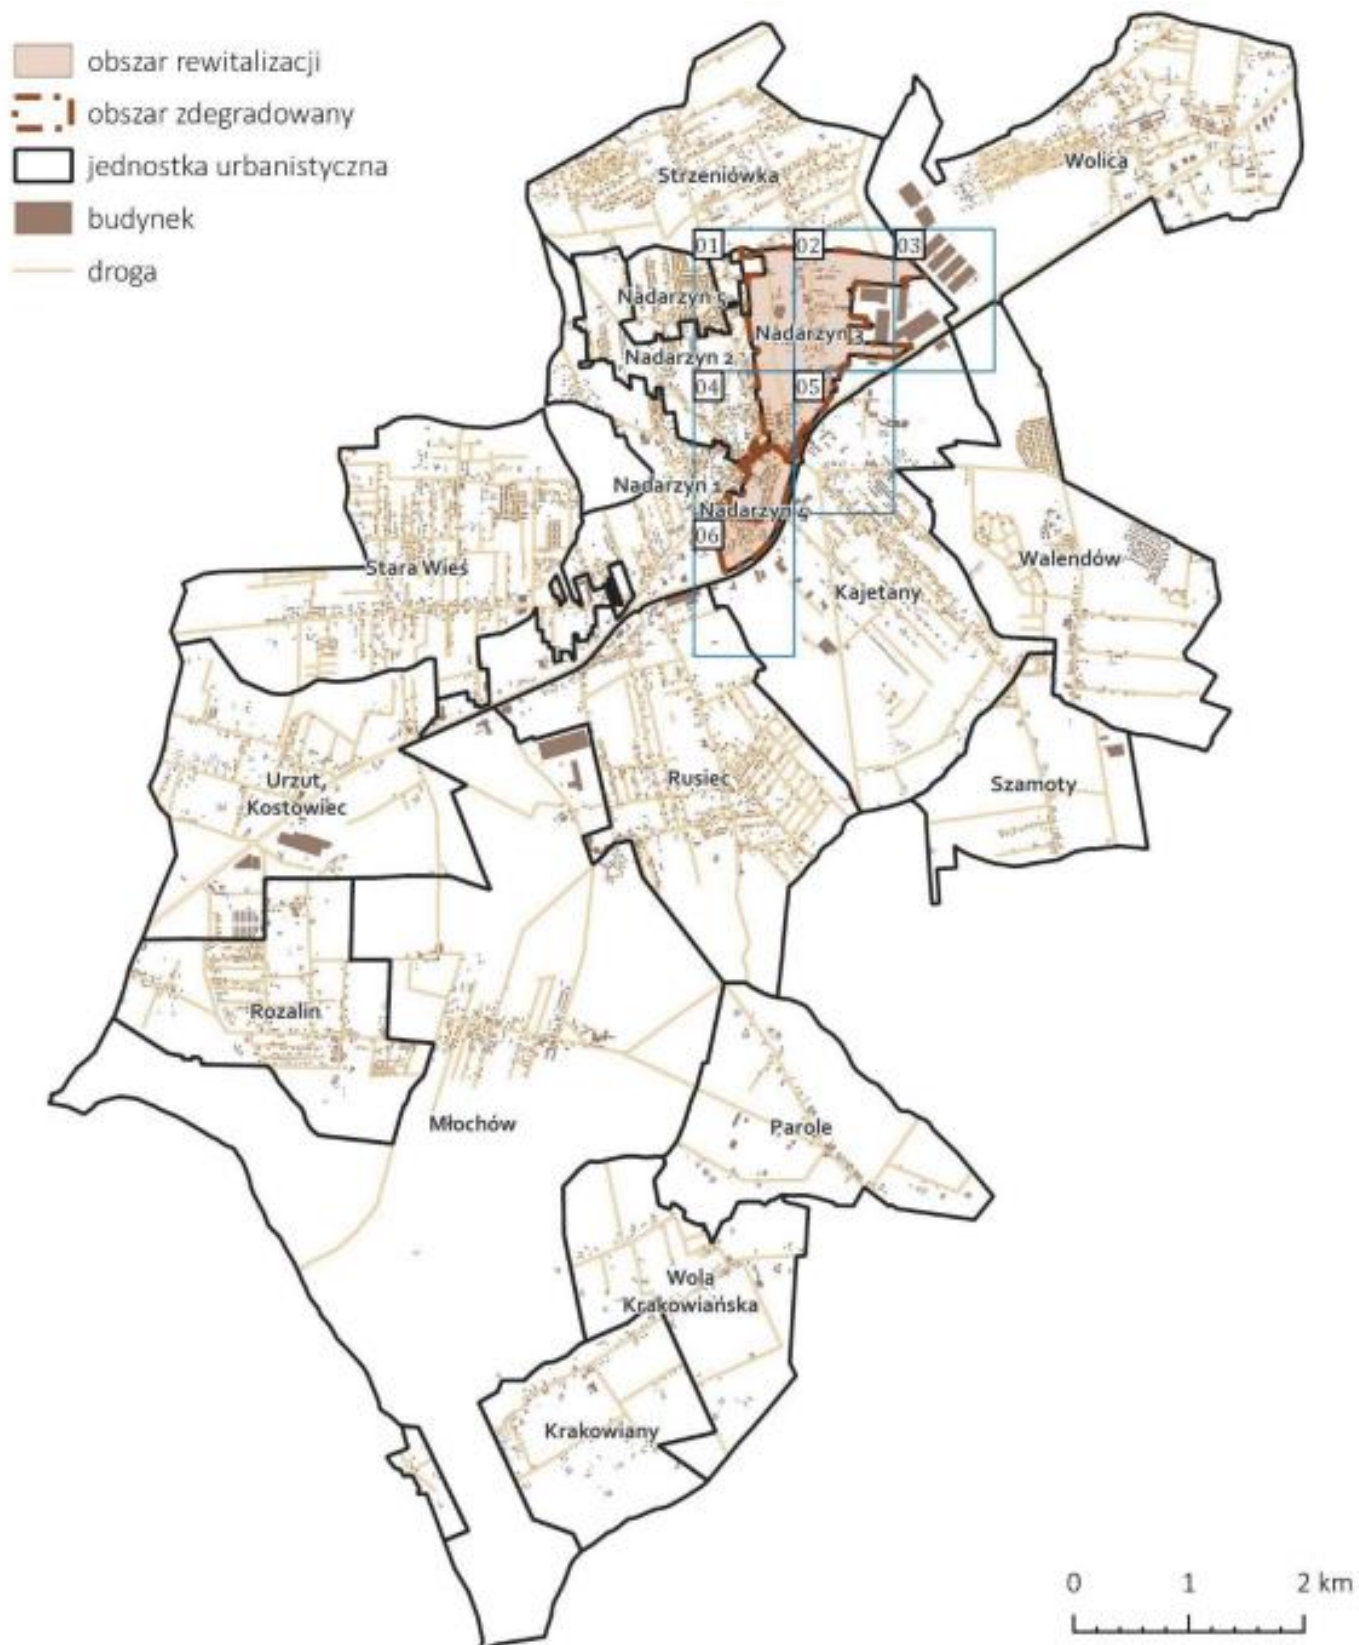 obszar rewitalizacji
obszar zdegradowany
jednostka urbanistyczna
budynek
droga
Wolica
Strzeniówka
01
02
03
Nadarzyn 5
Nadarzyn 3
Nadarzyn 2
04
05
Nadarzyn 1
Nadarzyn 4
06
Stara Wieś
Walendów
Kajetany
Urzut,
Kostowiec
Rusiec
Szamoty
Rozalin
Młochów
Parole
Wola
Krakowiańska
Krakowiany
0 1 2 km